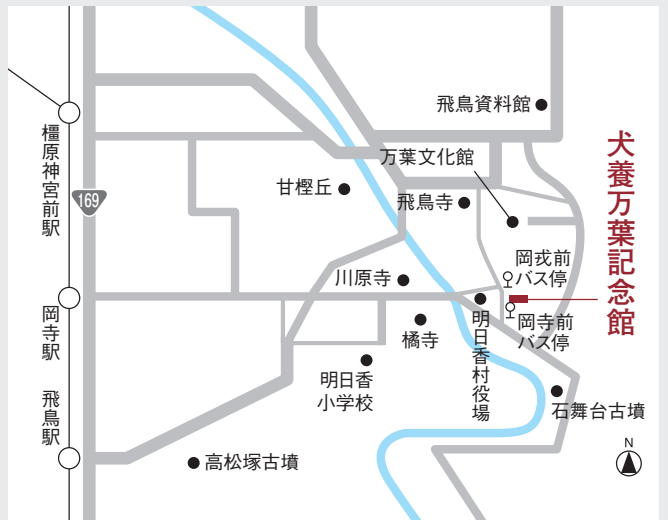 飛鳥資料館
万葉文化館
橿原神宮前駅
169
甘樫丘
飛鳥寺
犬養万葉記念館
岡戎前
バス停
川原寺
岡寺駅
橘寺
明日香村役場
岡寺前
バス停
明日香
小学校
飛鳥駅
石舞台古墳
高松塚古墳
N